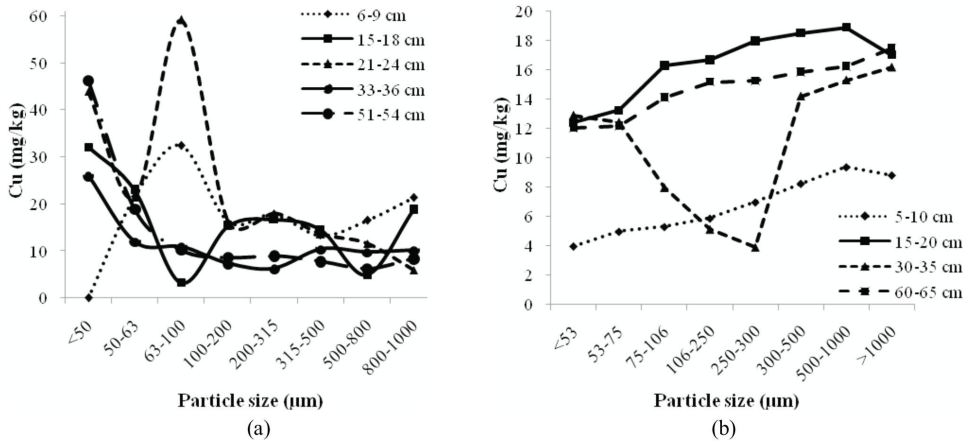 60
50
40
30
20
10
0
Cu (mg/kg)
6-9 cm
15-18 cm
21-24 cm
33-36 cm
51-54 cm
<50
50-63
63-100
100-200
200-315
315-500
500-800
800-1000
Particle size (µm)
(a)
20
18
16
14
12
10
8
6
4
2
0
Cu (mg/kg)
5-10 cm
15-20 cm
30-35 cm
60-65 cm
<53
53-75
75-106
106-250
250-300
300-500
500-1000
>1000
Particle size (µm)
(b)